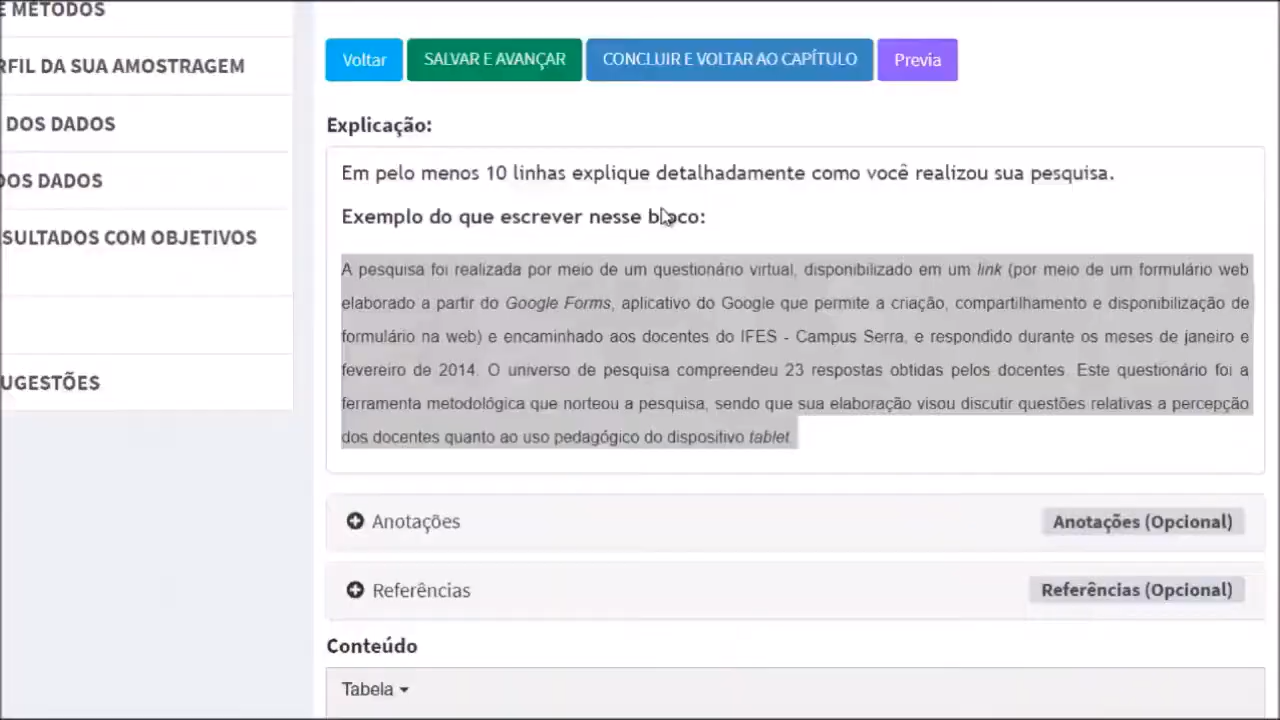 E MÉTODOS
RFIL DA SUA AMOSTRAGEM
DOS DADOS
DOS DADOS
SULTADOS COM OBJETIVOS
UGESTÕES
Voltar
SALVAR E AVANÇAR
CONCLUIR E VOLTAR AO CAPÍTULO
Previa
Explicação:
Em pelo menos 10 linhas explique detalhadamente como você realizou sua pesquisa.
Exemplo do que escrever nesse bloco:
A pesquisa foi realizada por meio de um questionário virtual, disponibilizado em um link (por meio de um formulário web
elaborado a partir do Google Forms, aplicativo do Google que permite a criação, compartilhamento e disponibilização de
formulário na web) e encaminhado aos docentes do IFES - Campus Serra, e respondido durante os meses de janeiro e
fevereiro de 2014. O universo de pesquisa compreendeu 23 respostas obtidas pelos docentes. Este questionário foi a
ferramenta metodológica que norteou a pesquisa, sendo que sua elaboração visou discutir questões relativas a percepção
dos docentes quanto ao uso pedagógico do dispositivo tablet.
Anotações
Anotações (Opcional)
Referências
Referências (Opcional)
Conteúdo
Tabela